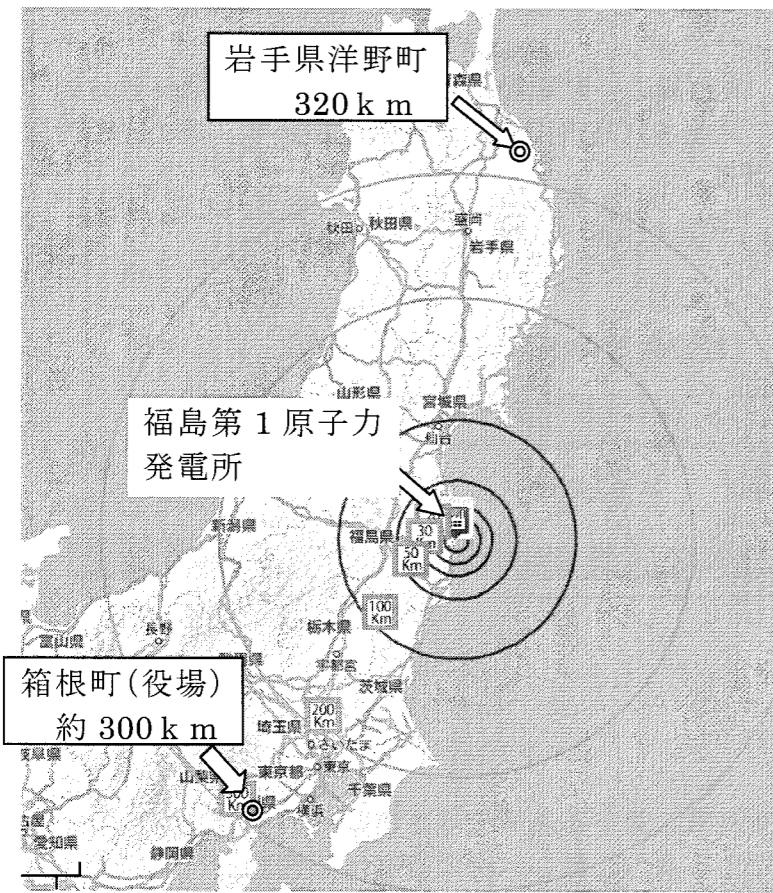 岩手県洋野町
320km
青森県
秋田
秋田県
盛岡
岩手県
山形県
宮城県
仙台
福島第1原子力
発電所
新潟県
福島県
30
50
Km
100
Km
栃木県
長野
富山県
宇都宮
茨城県
箱根町(役場)
約300km
200
Km
埼玉県
さいたま
岐阜県
山梨県
東京都
東京
千葉県
横浜
愛知県
静岡県